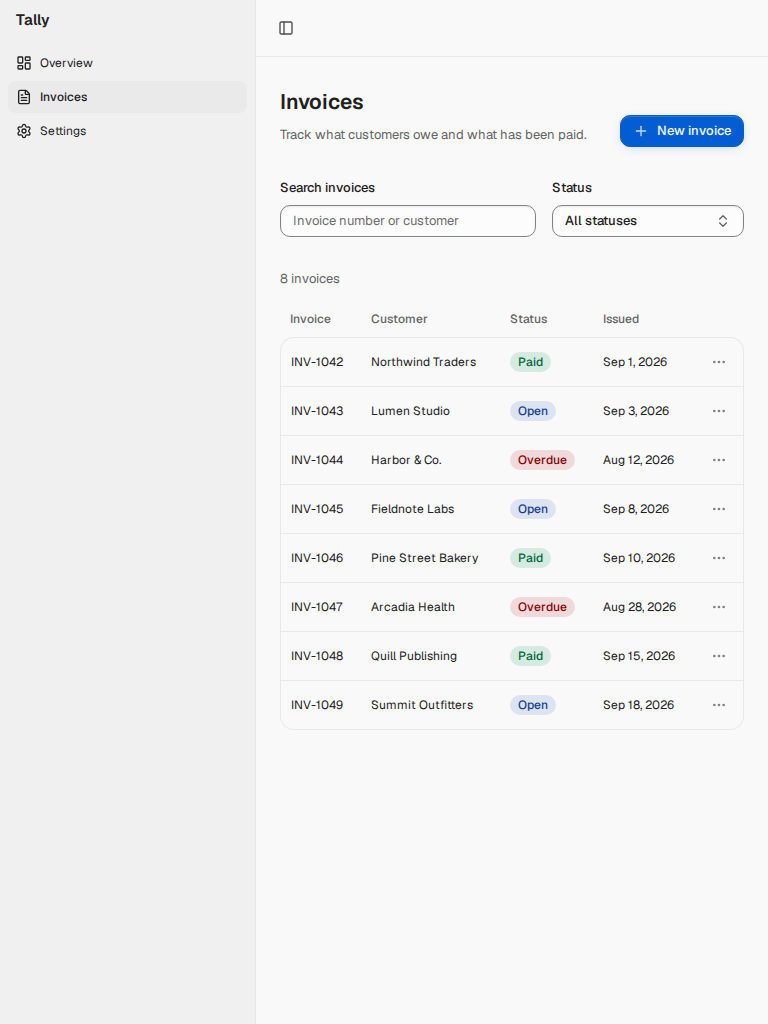 Tally
Overview
Invoices
Settings
Invoices
Track what customers owe and what has been paid.
New invoice
Search invoices
Status
Invoice number or customer
All statuses
8 invoices
Invoice Customer Status Issued
INV-1042 Northwind Traders Paid Sep 1, 2026
INV-1043 Lumen Studio Open Sep 3, 2026
INV-1044 Harbor & Co. Overdue Aug 12, 2026
INV-1045 Fieldnote Labs Open Sep 8, 2026
INV-1046 Pine Street Bakery Paid Sep 10, 2026
INV-1047 Arcadia Health Overdue Aug 28, 2026
INV-1048 Quill Publishing Paid Sep 15, 2026
INV-1049 Summit Outfitters Open Sep 18, 2026